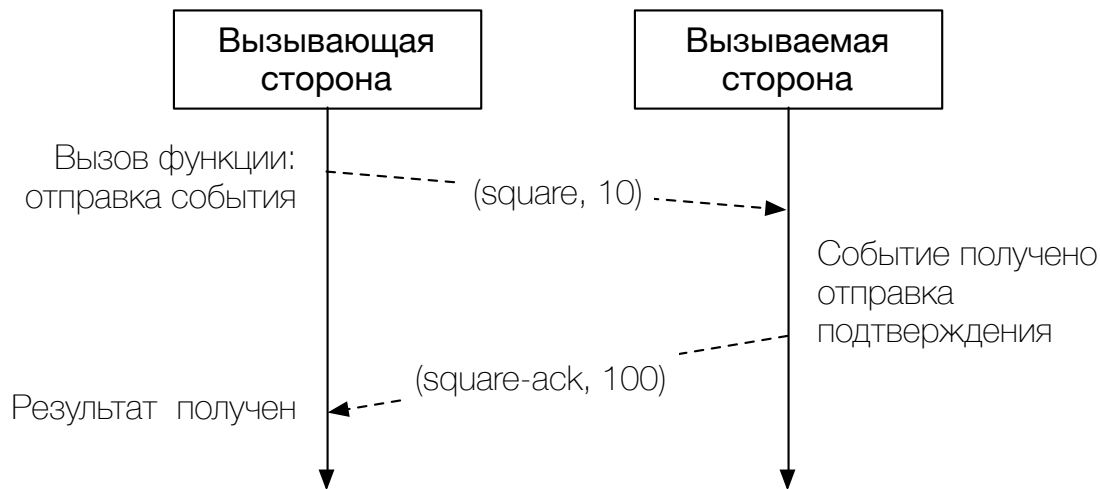 Вызывающая
сторона
Вызываемая
сторона
Вызов функции:
отправка события
(square, 10)
Событие получено
отправка
подтверждения
(square-ack, 100)
Результат получен